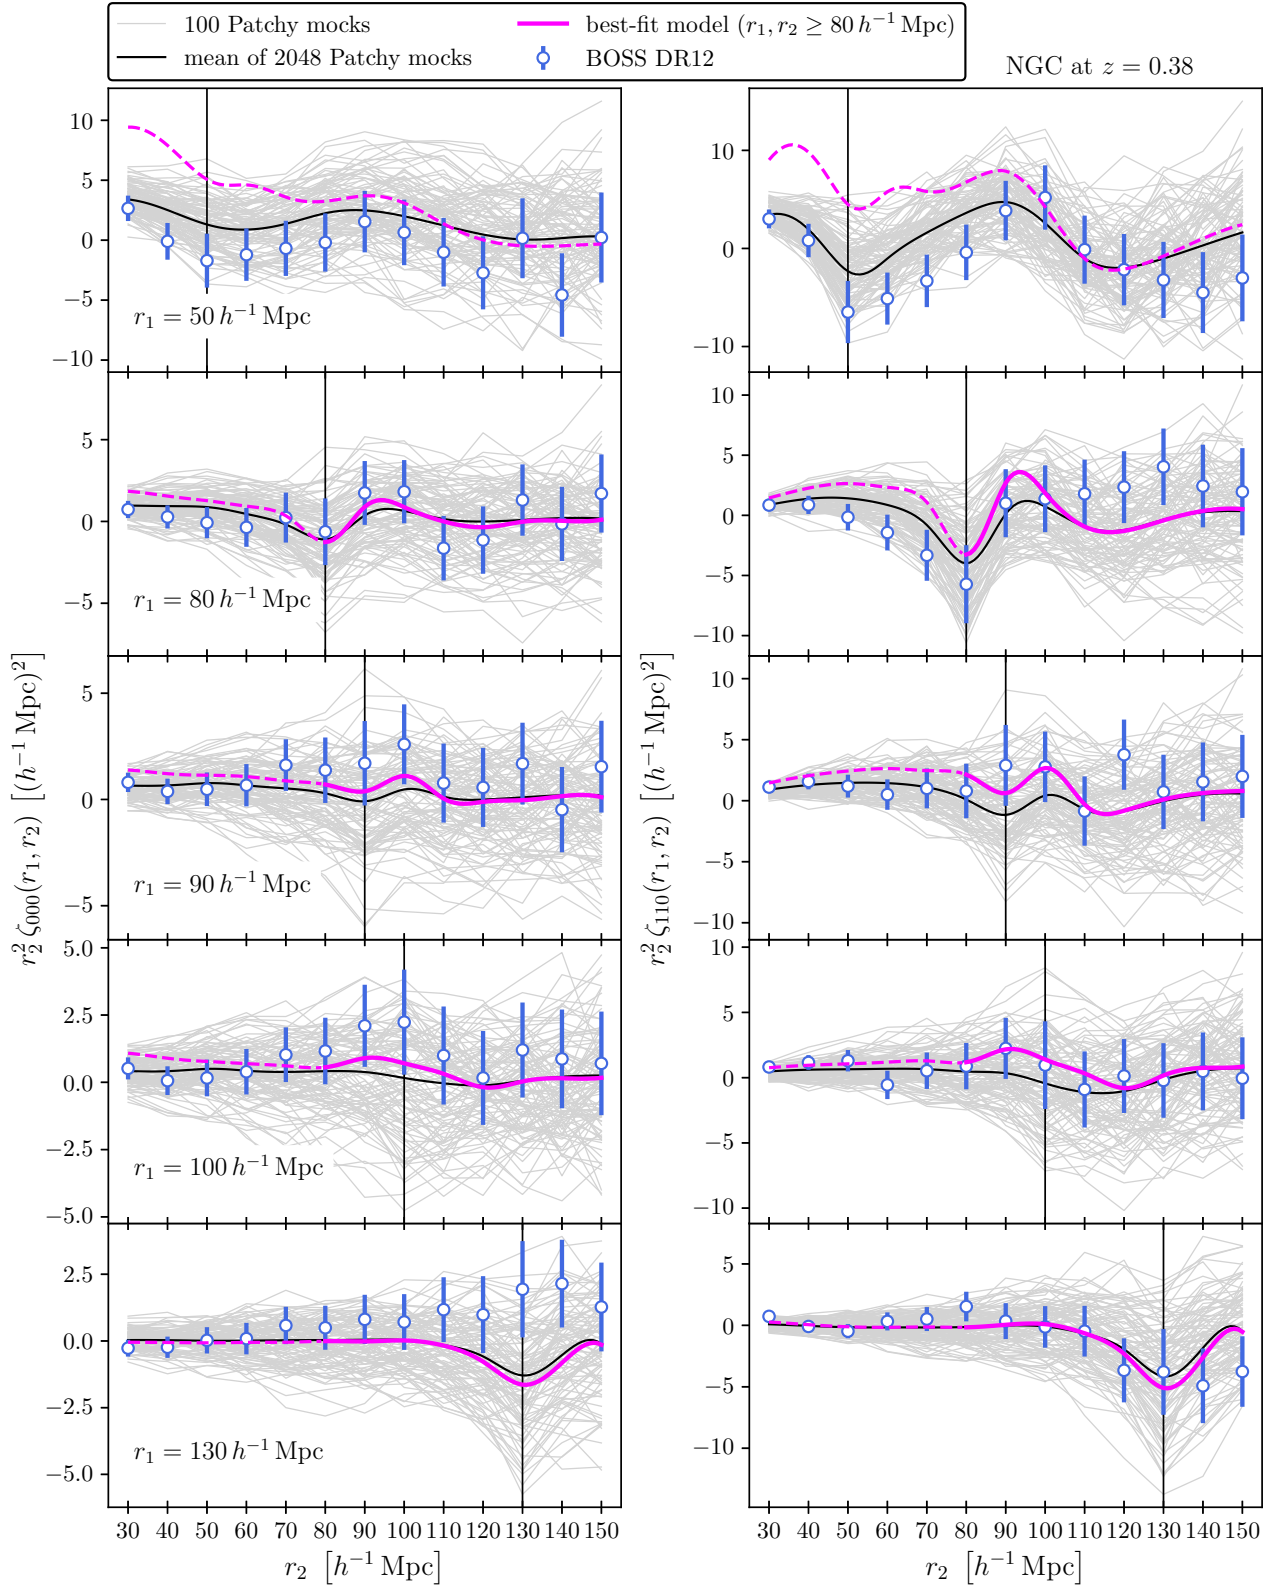 100 Patchy mocks
mean of 2048 Patchy mocks
best-fit model (r₁, r₂ ≥ 80 h⁻¹ Mpc)
BOSS DR12
NGC at z = 0.38
10
5
0
−5
−10
r₁ = 50 h⁻¹ Mpc
10
0
−10
5
0
−5
r₁ = 80 h⁻¹ Mpc
10
5
0
−5
−10
5
0
−5
r₁ = 90 h⁻¹ Mpc
10
5
0
−5
−10
5.0
2.5
0.0
−2.5
−5.0
r₁ = 100 h⁻¹ Mpc
10
5
0
−5
−10
2.5
0.0
−2.5
−5.0
r₁ = 130 h⁻¹ Mpc
5
0
−5
−10
r₂² ζ₀₀₀(r₁, r₂) [(h⁻¹ Mpc)²]
r₂² ζ₁₁₀(r₁, r₂) [(h⁻¹ Mpc)²]
30 40 50 60 70 80 90 100 110 120 130 140 150
30 40 50 60 70 80 90 100 110 120 130 140 150
r₂ [h⁻¹ Mpc]
r₂ [h⁻¹ Mpc]